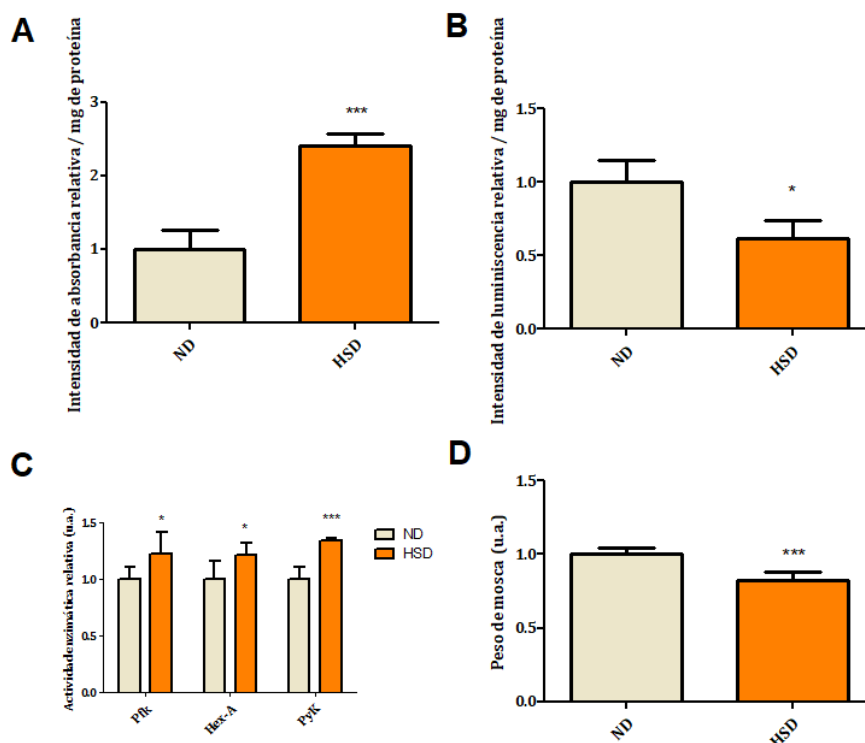 A
Intensidad de absorbancia relativa / mg de proteína
3
2
1
0
***
ND
HSD
B
Intensidad de luminiscencia relativa / mg de proteína
1.5
1.0
0.5
0.0
*
ND
HSD
C
Actividad enzimática relativa (u.a.)
1.5
1.0
0.5
0.0
*
*
***
Pfk
Hex-A
PyK
ND
HSD
D
Peso de mosca (u.a.)
1.5
1.0
0.5
0.0
***
ND
HSD